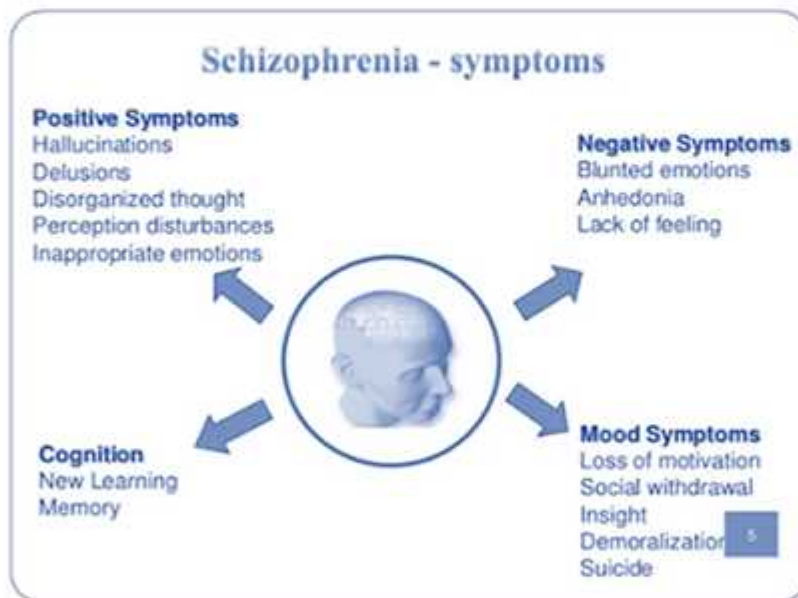 Schizophrenia - symptoms
Positive Symptoms
Hallucinations
Delusions
Disorganized thought
Perception disturbances
Inappropriate emotions
Negative Symptoms
Blunted emotions
Anhedonia
Lack of feeling
Cognition
New Learning
Memory
Mood Symptoms
Loss of motivation
Social withdrawal
Insight
Demoralization
Suicide
5